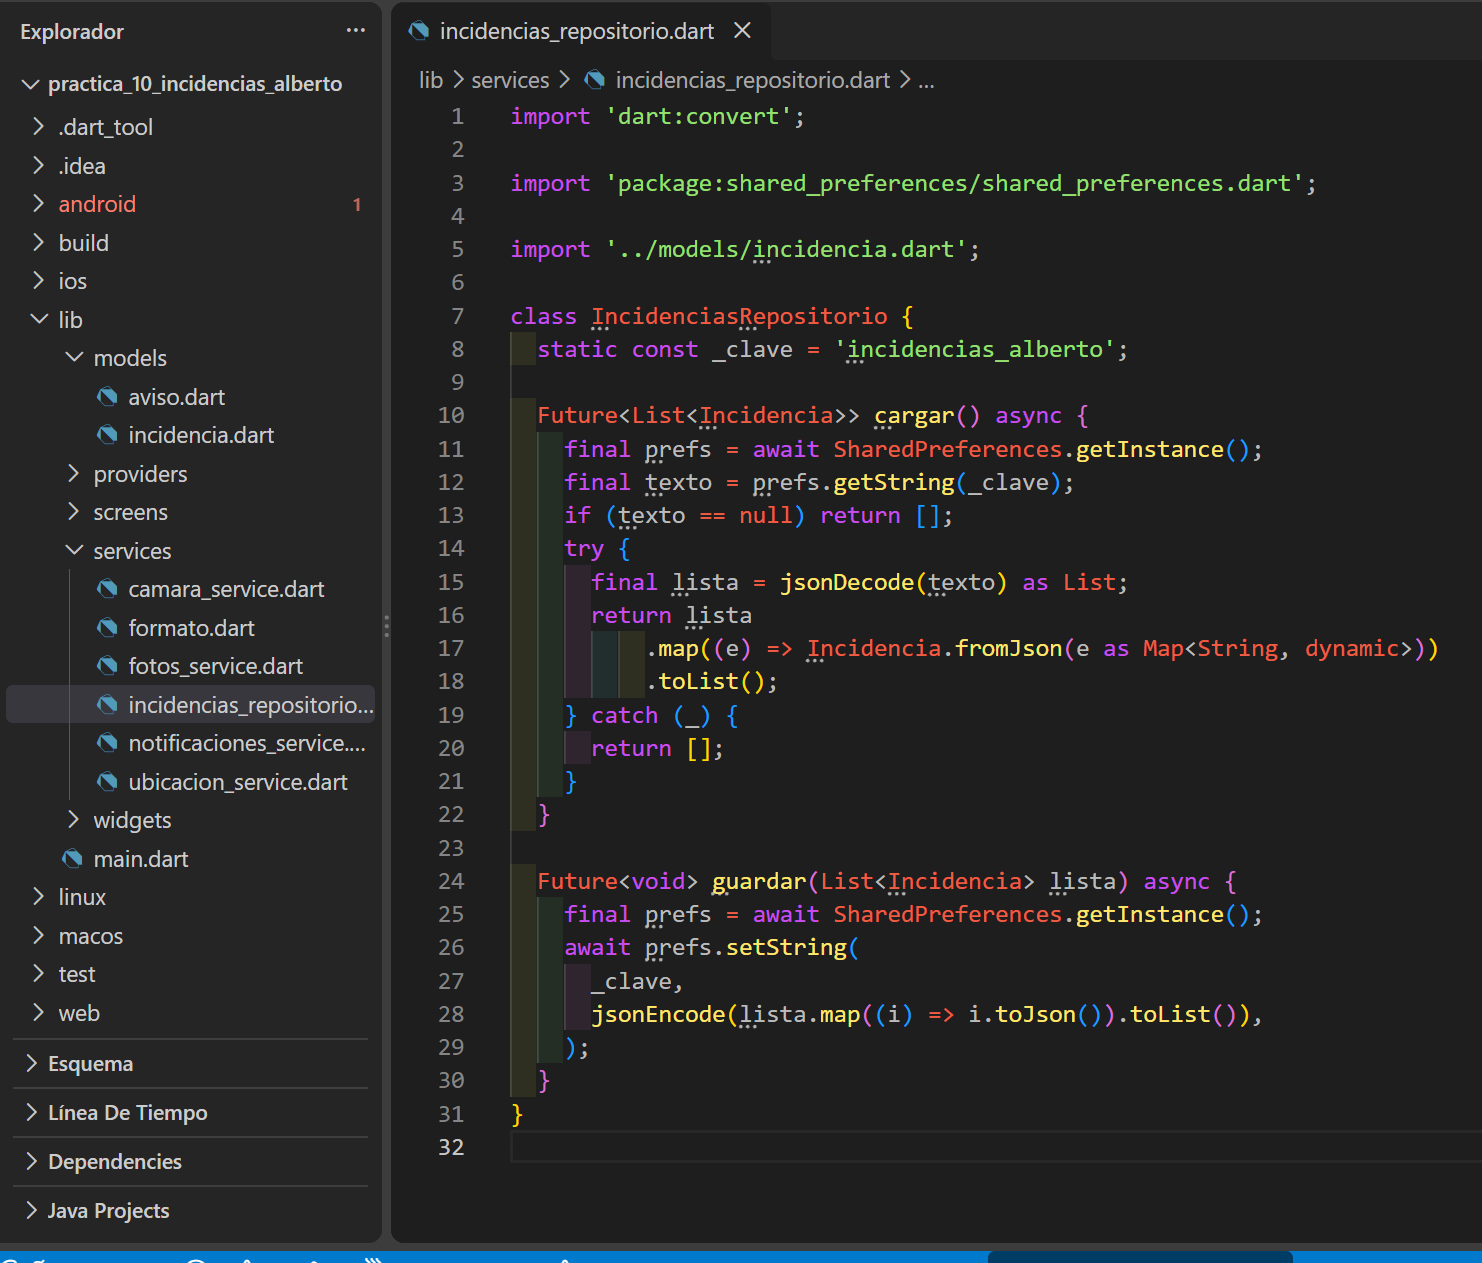 Explorador
practica_10_incidencias_alberto
.dart_tool
.idea
android 1
build
ios
lib
models
aviso.dart
incidencia.dart
providers
screens
services
camara_service.dart
formato.dart
fotos_service.dart
incidencias_repositorio...
notificaciones_service....
ubicacion_service.dart
widgets
main.dart
linux
macos
test
web
Esquema
Línea De Tiempo
Dependencies
Java Projects
incidencias_repositorio.dart
lib > services > incidencias_repositorio.dart > ...
1 import 'dart:convert';
2
3 import 'package:shared_preferences/shared_preferences.dart';
4
5 import '../models/incidencia.dart';
6
7 class IncidenciasRepositorio {
8   static const _clave = 'incidencias_alberto';
9
10   Future<List<Incidencia>> cargar() async {
11     final prefs = await SharedPreferences.getInstance();
12     final texto = prefs.getString(_clave);
13     if (texto == null) return [];
14     try {
15       final lista = jsonDecode(texto) as List;
16       return lista
17           .map((e) => Incidencia.fromJson(e as Map<String, dynamic>))
18           .toList();
19     } catch (_) {
20       return [];
21     }
22   }
23
24   Future<void> guardar(List<Incidencia> lista) async {
25     final prefs = await SharedPreferences.getInstance();
26     await prefs.setString(
27       _clave,
28       jsonEncode(lista.map((i) => i.toJson()).toList()),
29     );
30   }
31 }
32